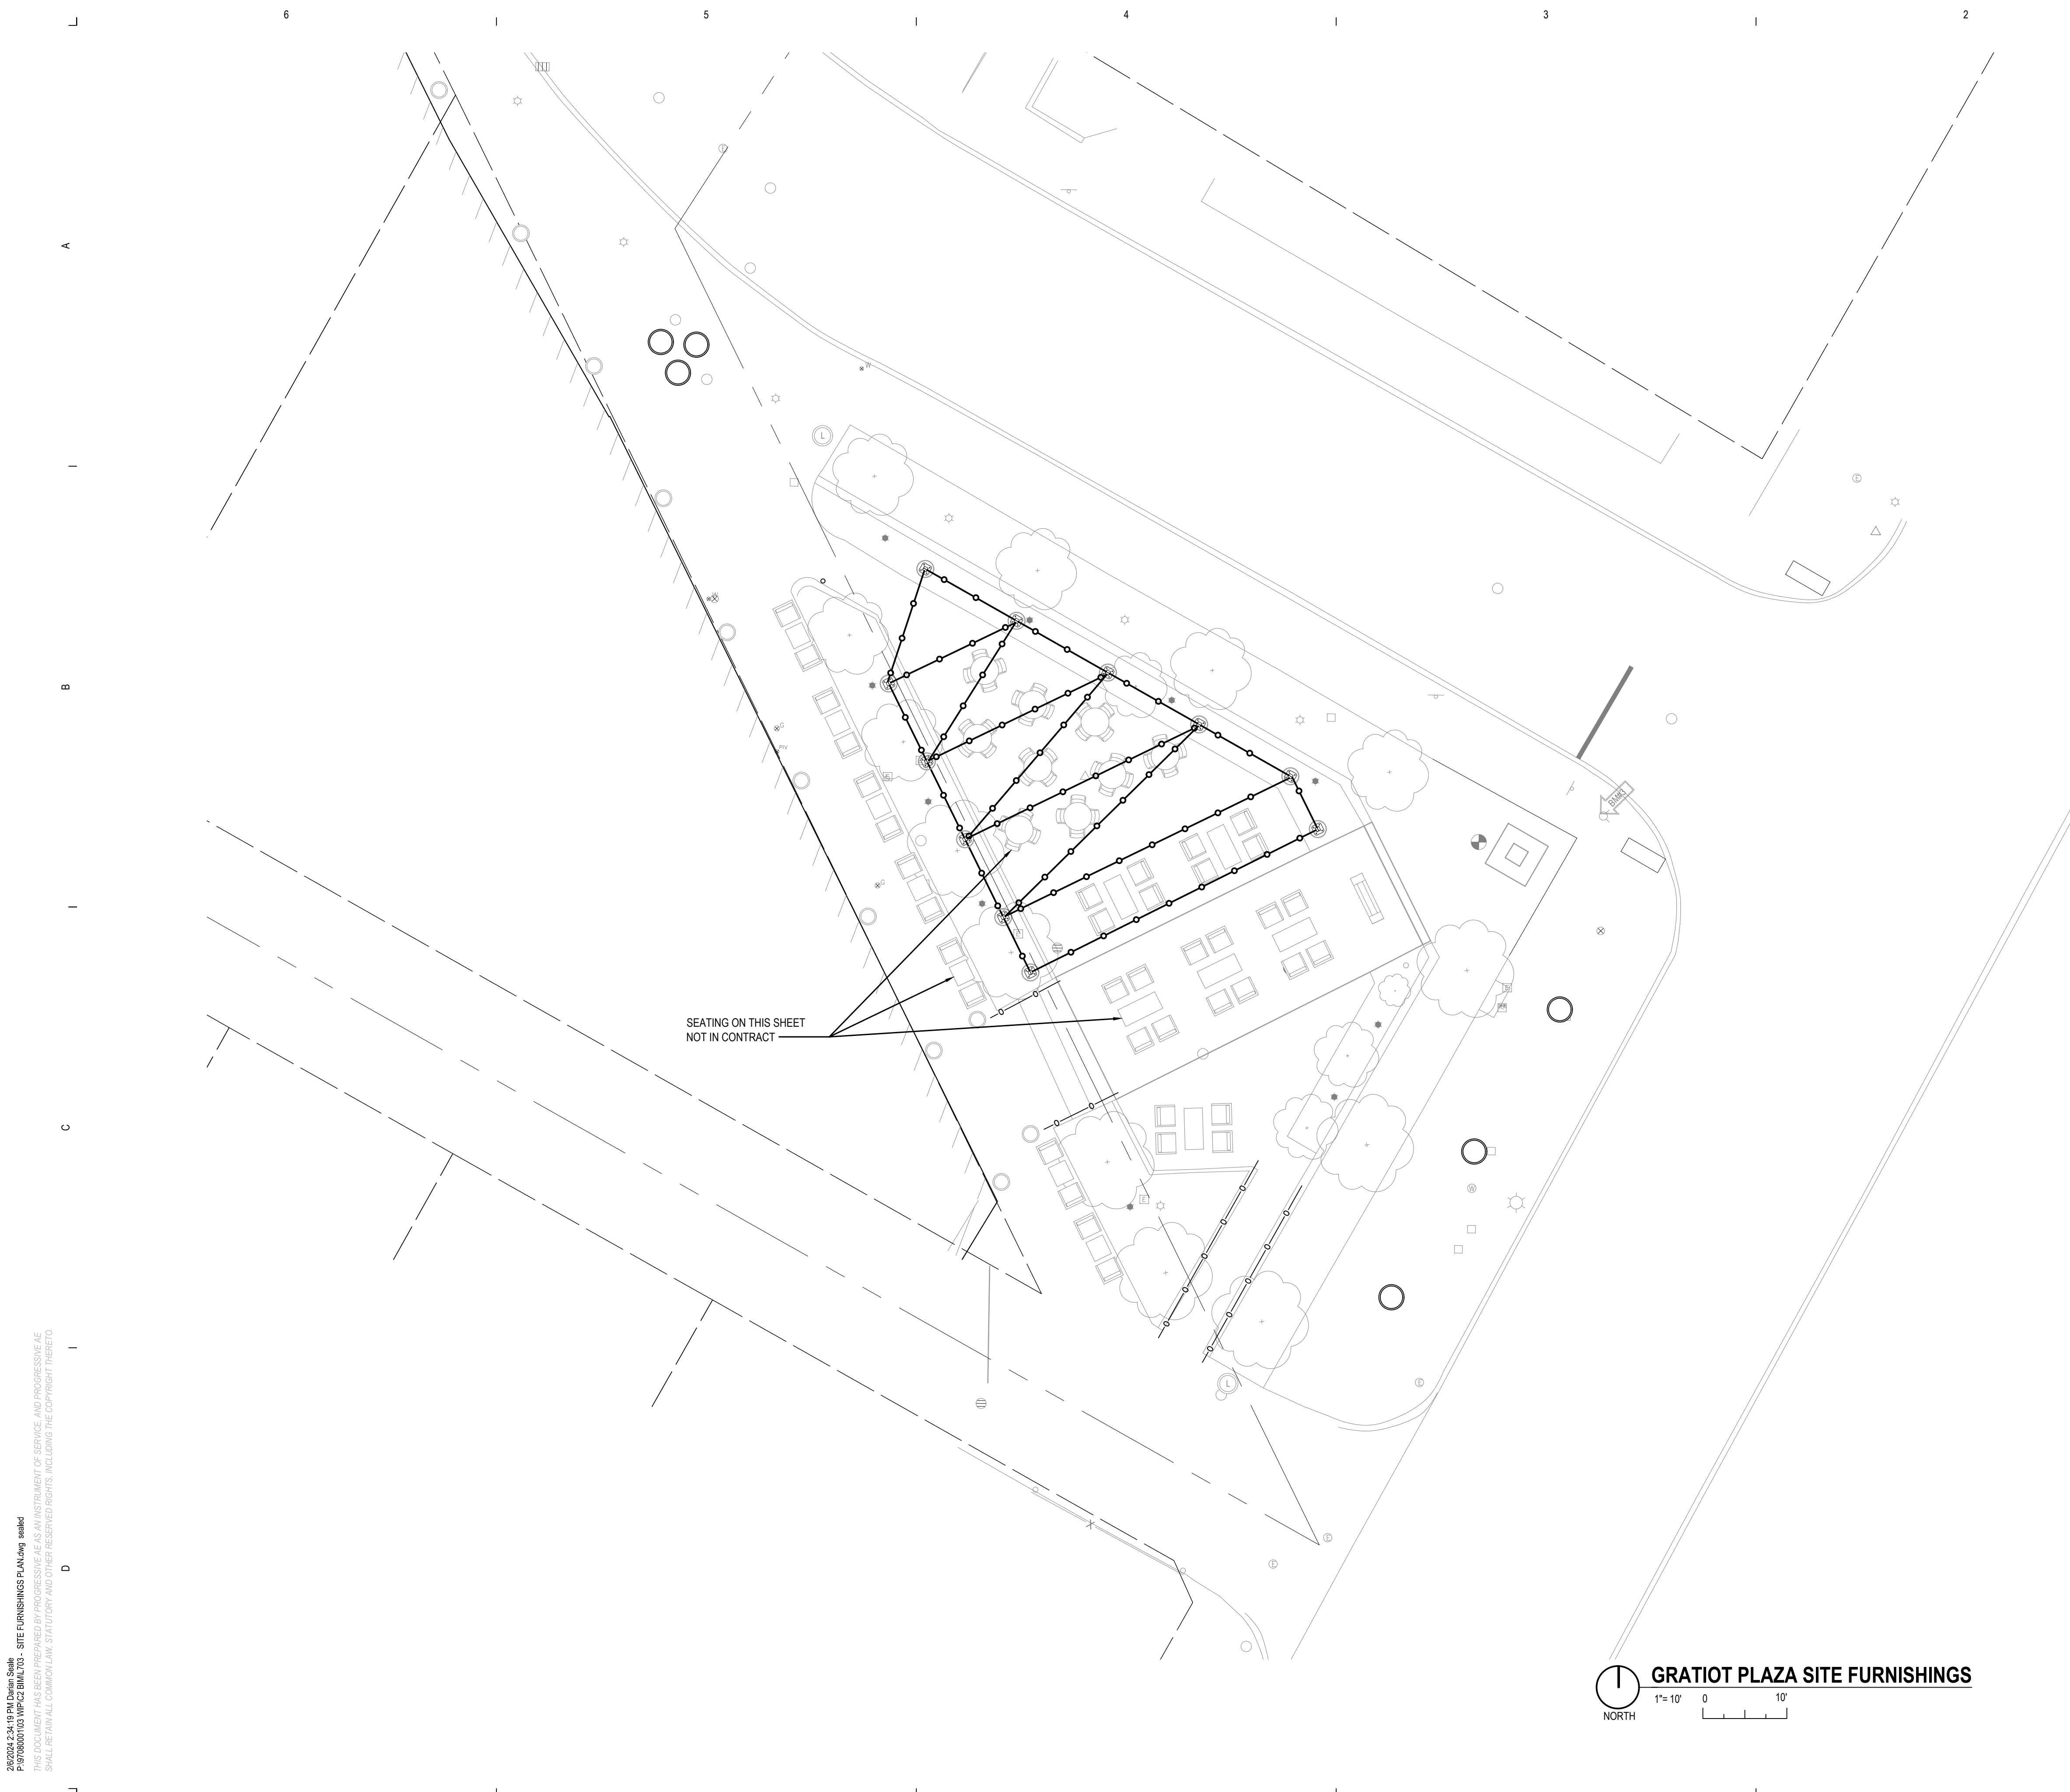 6
5
4
3
2
A
B
C
D
L
W
PIV
G
G
E
E
E
W
E
E
E
L
BM#3
SEATING ON THIS SHEET
NOT IN CONTRACT
GRATIOT PLAZA SITE FURNISHINGS
1"= 10'
0
10'
NORTH
2/6/2024 2:34:19 PM Darian Seale
THIS DOCUMENT HAS BEEN PREPARED BY PROGRESSIVE AE AS AN INSTRUMENT OF SERVICE, AND PROGRESSIVE AE
SHALL RETAIN ALL COMMON LAW, STATUTORY AND OTHER RESERVED RIGHTS, INCLUDING THE COPYRIGHT THERETO.